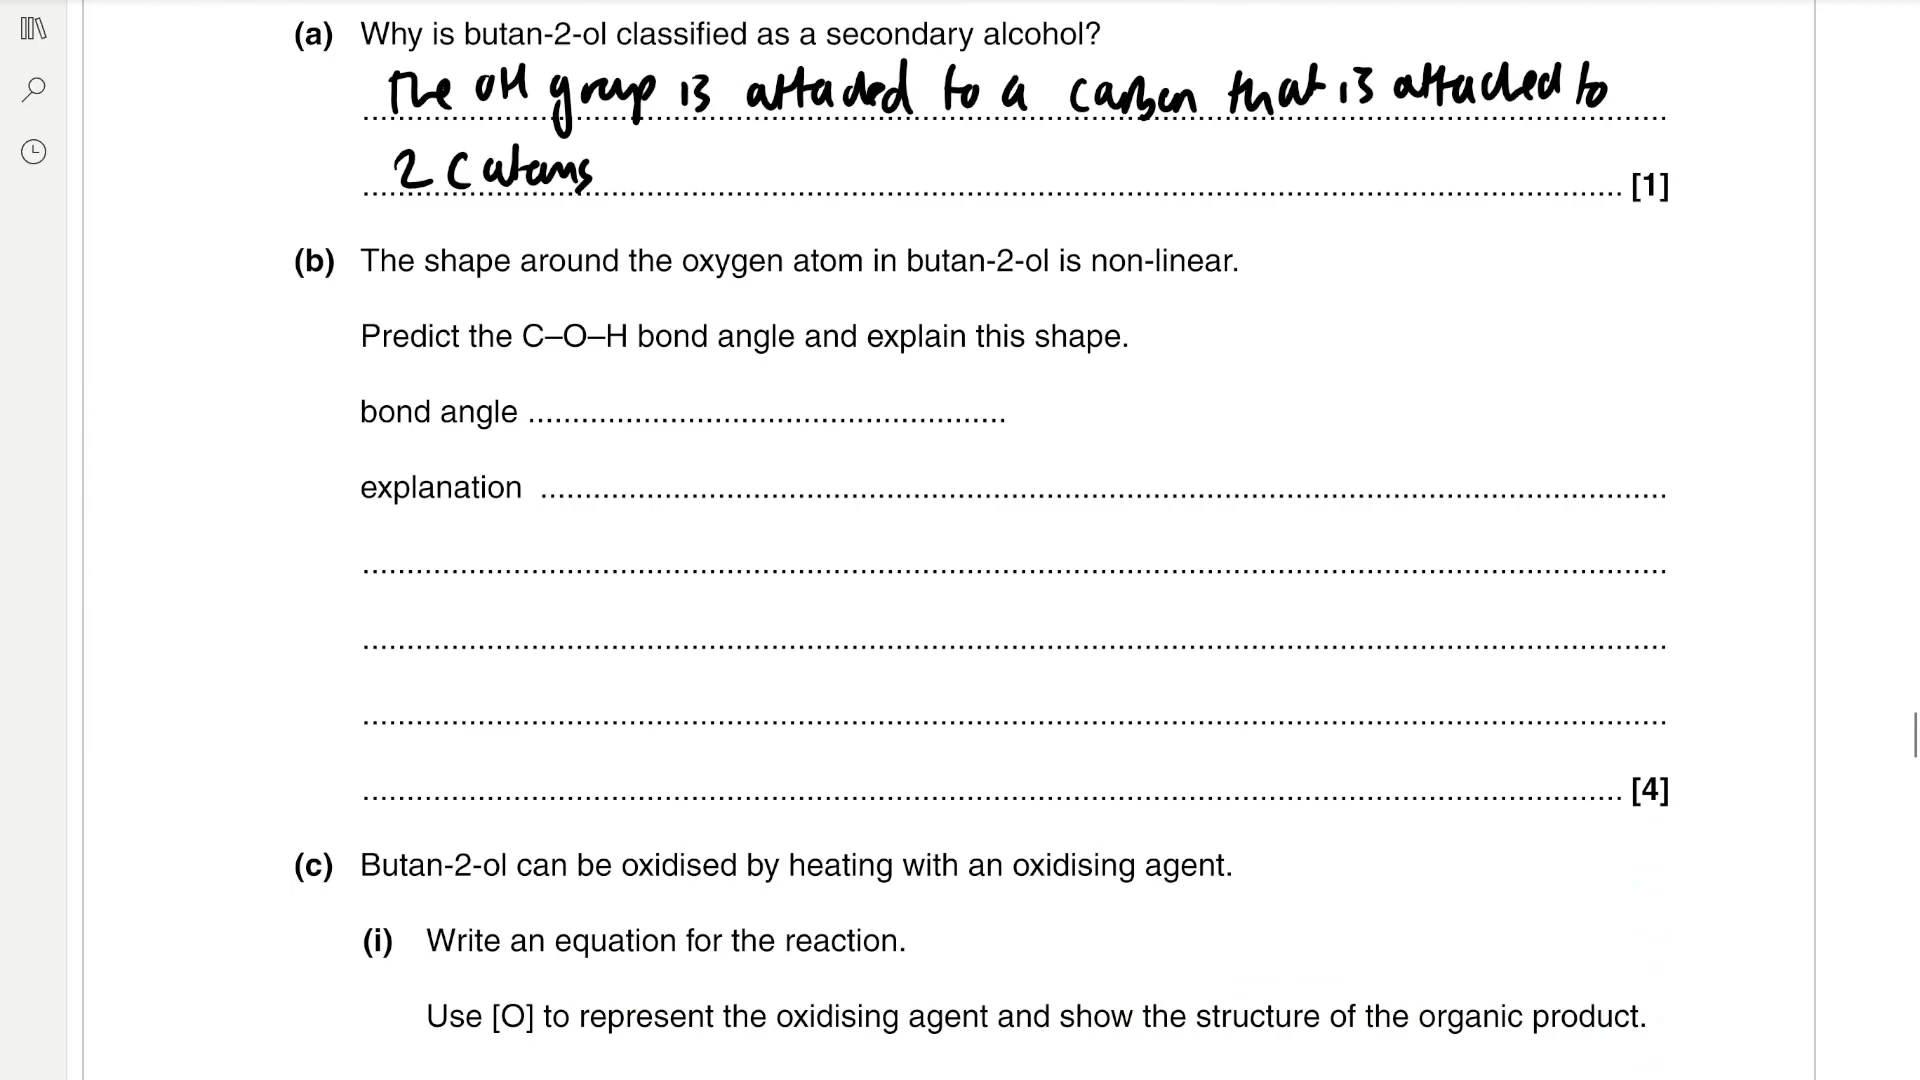 (a) Why is butan-2-ol classified as a secondary alcohol?
The OH group is attached to a carbon that is attached to
2 C atoms
[1]
(b) The shape around the oxygen atom in butan-2-ol is non-linear.
Predict the C–O–H bond angle and explain this shape.
bond angle
explanation
[4]
(c) Butan-2-ol can be oxidised by heating with an oxidising agent.
(i) Write an equation for the reaction.
Use [O] to represent the oxidising agent and show the structure of the organic product.